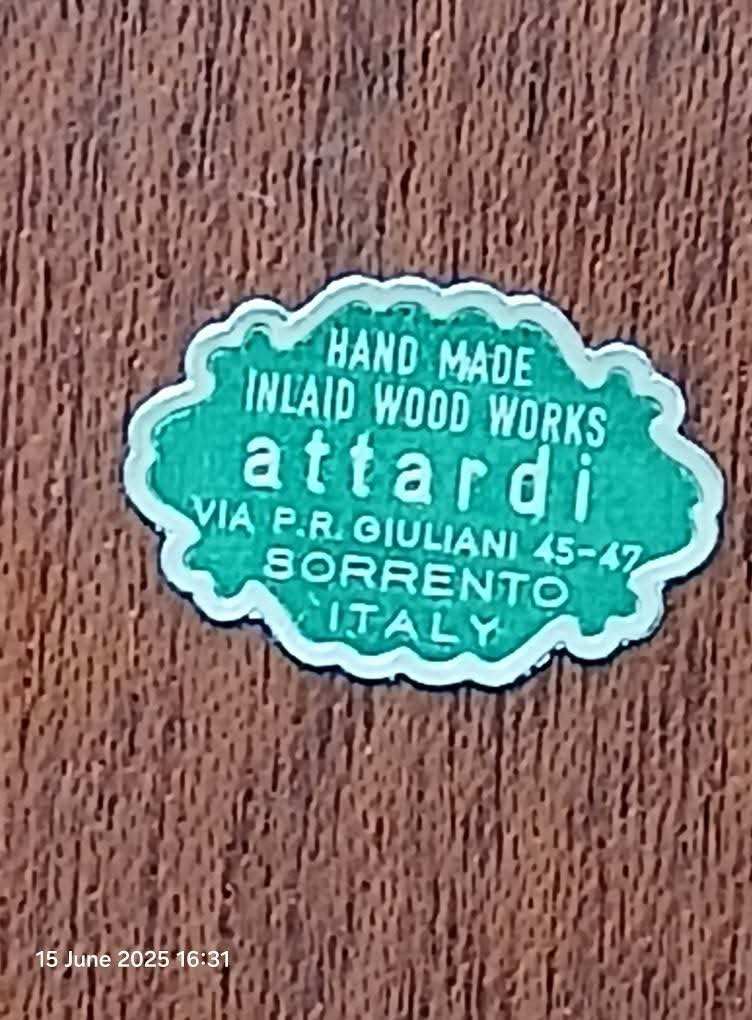 HAND MADE
INLAID WOOD WORKS
attardi
VIA P.R. GIULIANI 45-47
SORRENTO
ITALY
15 June 2025 16:31